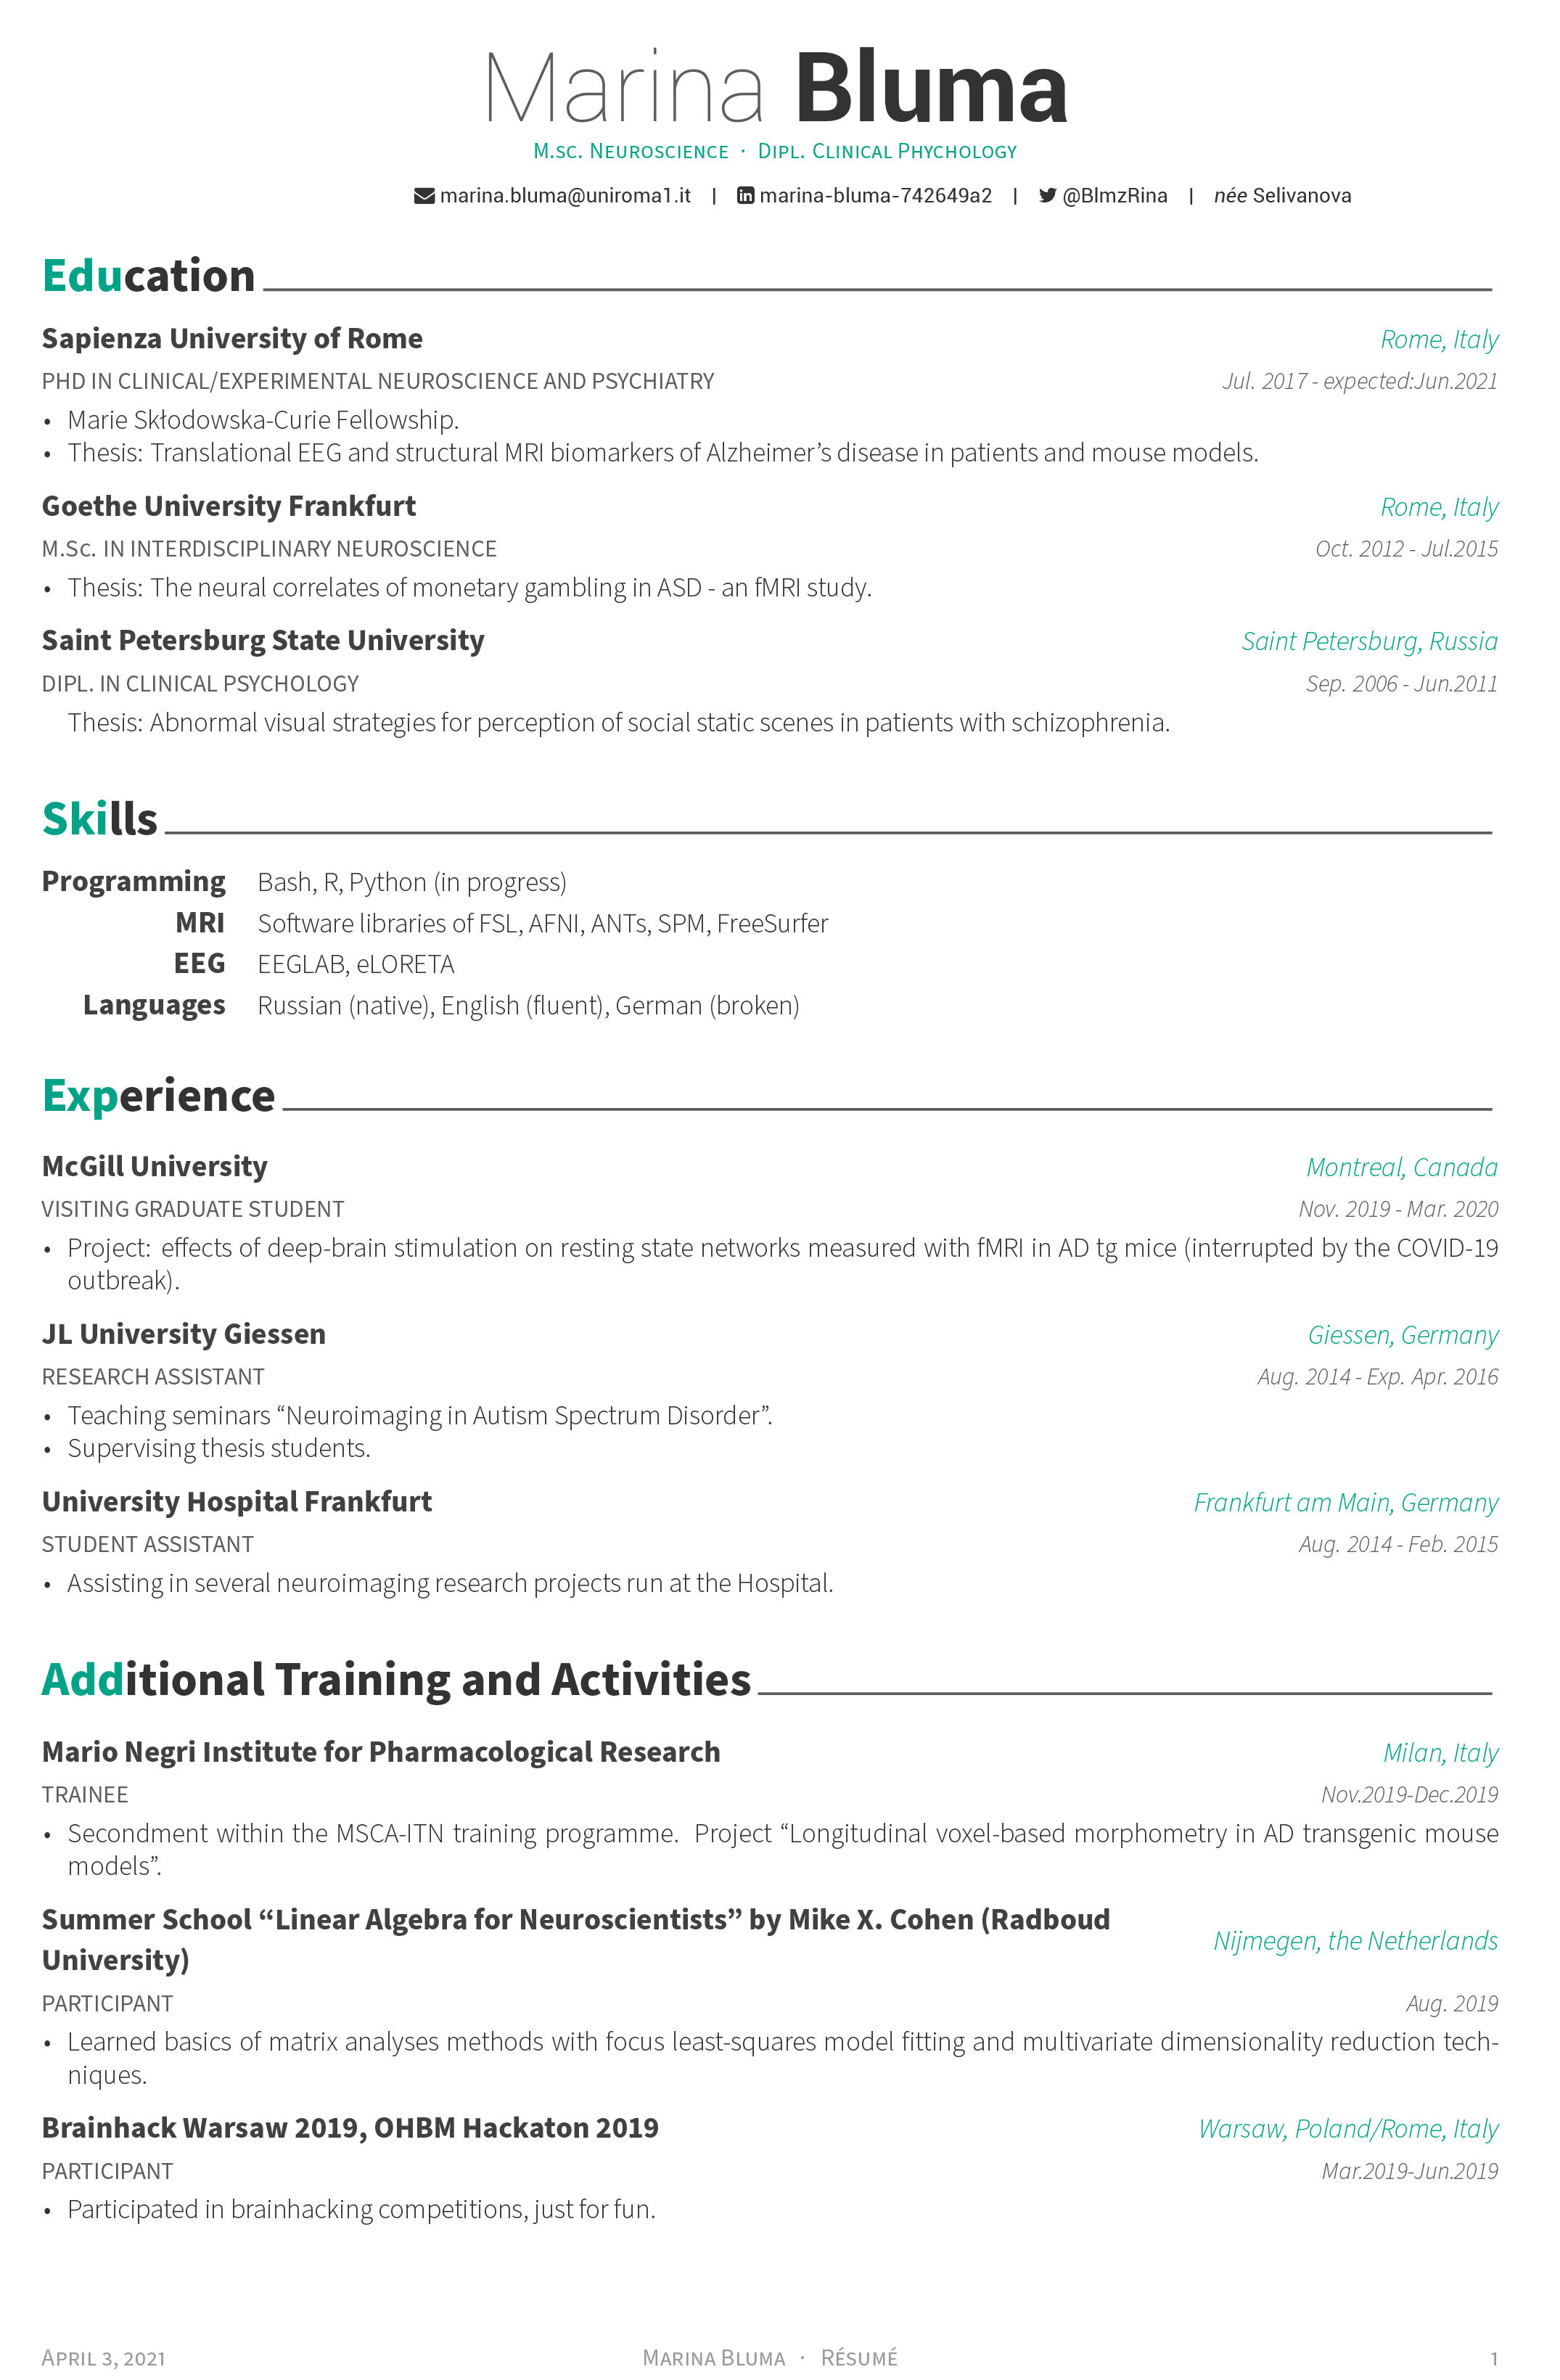 Marina Bluma
M.sc. Neuroscience · Dipl. Clinical Phychology
marina.bluma@uniroma1.it | marina-bluma-742649a2 | @BlmzRina | née Selivanova
Education
Sapienza University of Rome Rome, Italy
PHD IN CLINICAL/EXPERIMENTAL NEUROSCIENCE AND PSYCHIATRY Jul. 2017 - expected:Jun.2021
• Marie Skłodowska-Curie Fellowship.
• Thesis: Translational EEG and structural MRI biomarkers of Alzheimer’s disease in patients and mouse models.
Goethe University Frankfurt Rome, Italy
M.Sc. IN INTERDISCIPLINARY NEUROSCIENCE Oct. 2012 - Jul.2015
• Thesis: The neural correlates of monetary gambling in ASD - an fMRI study.
Saint Petersburg State University Saint Petersburg, Russia
DIPL. IN CLINICAL PSYCHOLOGY Sep. 2006 - Jun.2011
Thesis: Abnormal visual strategies for perception of social static scenes in patients with schizophrenia.
Skills
Programming Bash, R, Python (in progress)
MRI Software libraries of FSL, AFNI, ANTs, SPM, FreeSurfer
EEG EEGLAB, eLORETA
Languages Russian (native), English (fluent), German (broken)
Experience
McGill University Montreal, Canada
VISITING GRADUATE STUDENT Nov. 2019 - Mar. 2020
• Project: effects of deep-brain stimulation on resting state networks measured with fMRI in AD tg mice (interrupted by the COVID-19
outbreak).
JL University Giessen Giessen, Germany
RESEARCH ASSISTANT Aug. 2014 - Exp. Apr. 2016
• Teaching seminars “Neuroimaging in Autism Spectrum Disorder”.
• Supervising thesis students.
University Hospital Frankfurt Frankfurt am Main, Germany
STUDENT ASSISTANT Aug. 2014 - Feb. 2015
• Assisting in several neuroimaging research projects run at the Hospital.
Additional Training and Activities
Mario Negri Institute for Pharmacological Research Milan, Italy
TRAINEE Nov.2019-Dec.2019
• Secondment within the MSCA-ITN training programme. Project “Longitudinal voxel-based morphometry in AD transgenic mouse
models”.
Summer School “Linear Algebra for Neuroscientists” by Mike X. Cohen (Radboud
University) Nijmegen, the Netherlands
PARTICIPANT Aug. 2019
• Learned basics of matrix analyses methods with focus least-squares model fitting and multivariate dimensionality reduction tech-
niques.
Brainhack Warsaw 2019, OHBM Hackaton 2019 Warsaw, Poland/Rome, Italy
PARTICIPANT Mar.2019-Jun.2019
• Participated in brainhacking competitions, just for fun.
April 3, 2021 Marina Bluma · Résumé 1